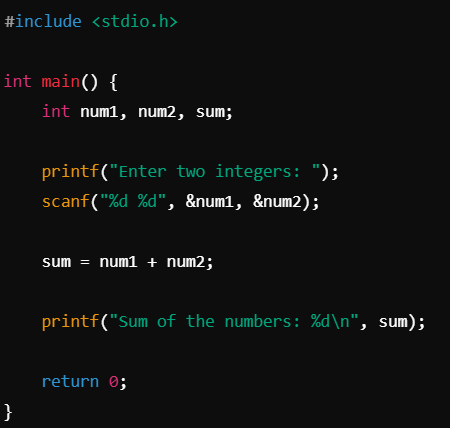 #include <stdio.h>
int main() {
int num1, num2, sum;
printf("Enter two integers: ");
scanf("%d %d", &num1, &num2);
sum = num1 + num2;
printf("Sum of the numbers: %d\n", sum);
return 0;
}